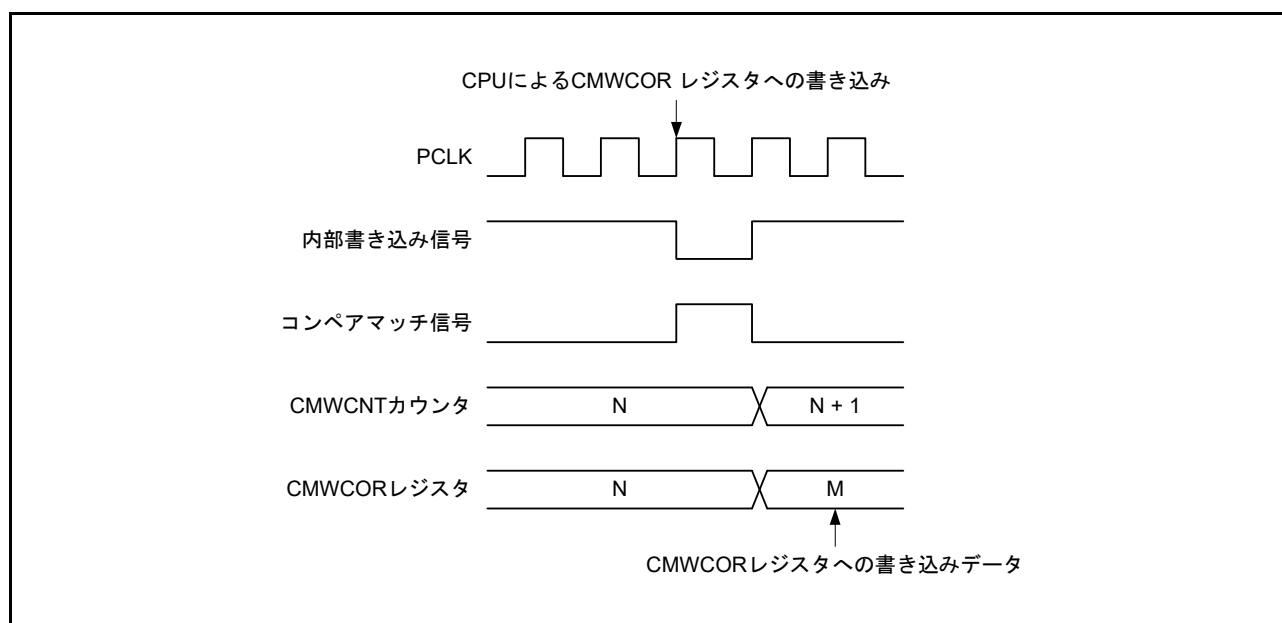 CPUによるCMWCOR レジスタへの書き込み
PCLK
内部書き込み信号
コンペアマッチ信号
CMWCNTカウンタ
N
N + 1
CMWCORレジスタ
N
M
CMWCORレジスタへの書き込みデータ